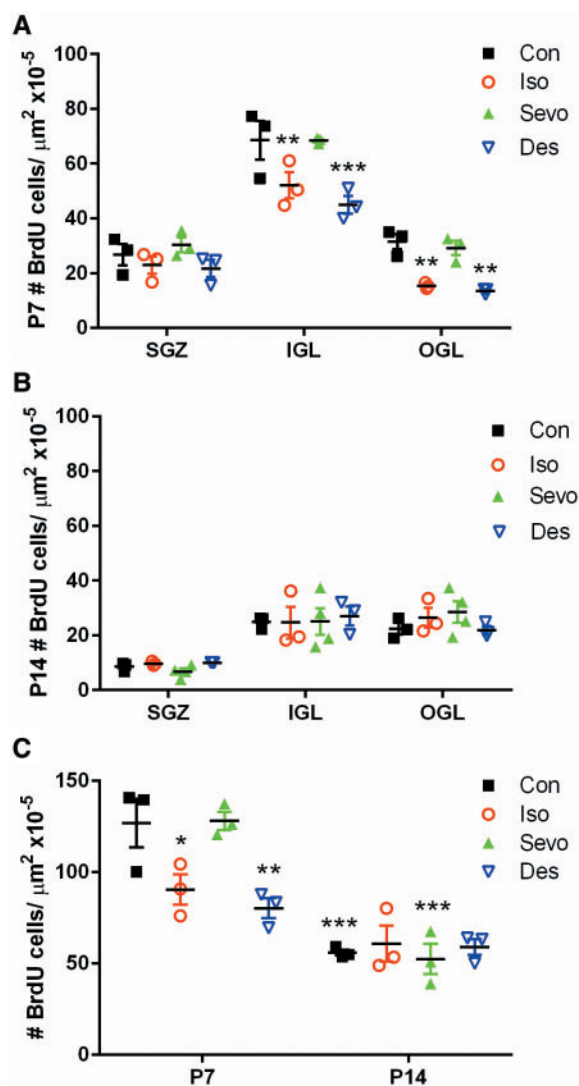 A
P7 # BrdU cells/ μm² x10-5
100
80
60
40
20
0
Con
Iso
Sevo
Des
**
***
**
**
SGZ
IGL
OGL
B
P14 # BrdU cells/ μm² x10-5
100
80
60
40
20
0
Con
Iso
Sevo
Des
SGZ
IGL
OGL
C
# BrdU cells/ μm² x10-5
150
100
50
0
Con
Iso
Sevo
Des
*
**
***
***
P7
P14